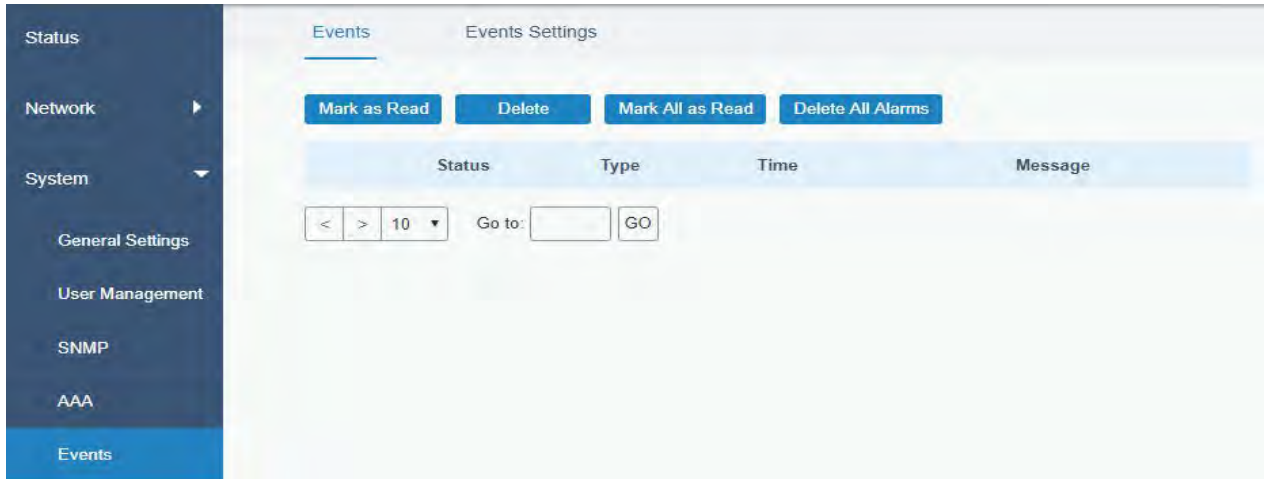 Status
Network
System
General Settings
User Management
SNMP
AAA
Events
Events Events Settings
Mark as Read Delete Mark All as Read Delete All Alarms
Status Type Time Message
< > 10 Go to: GO